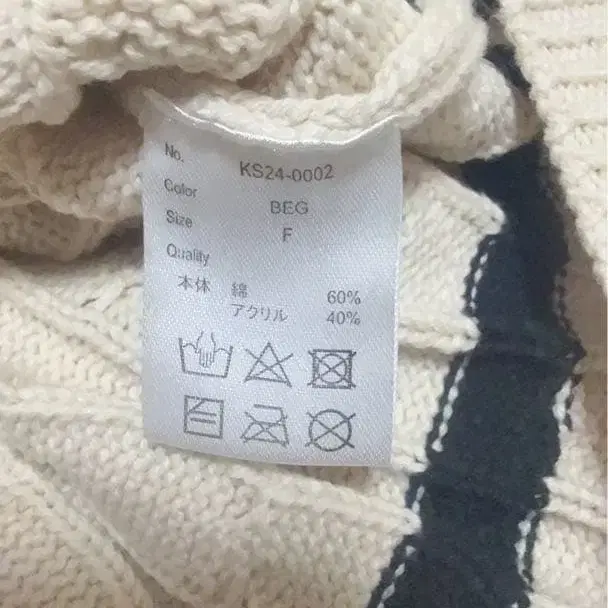 No. KS24-0002
Color BEG
Size F
Quality
本体 綿 60%
アクリル 40%